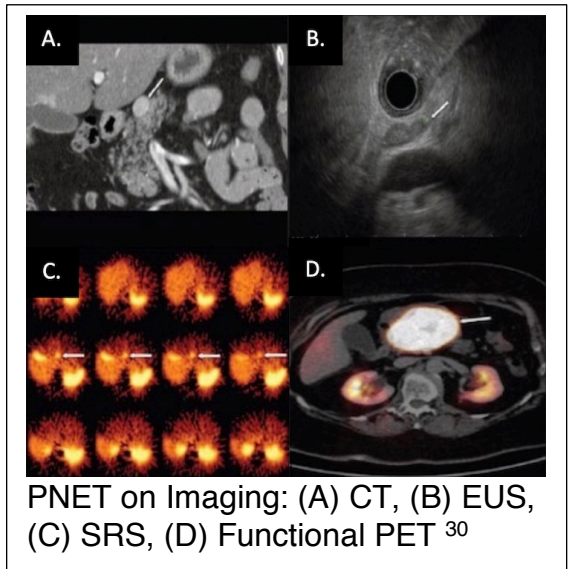 A.
B.
C.
D.
PNET on Imaging: (A) CT, (B) EUS,
(C) SRS, (D) Functional PET 30